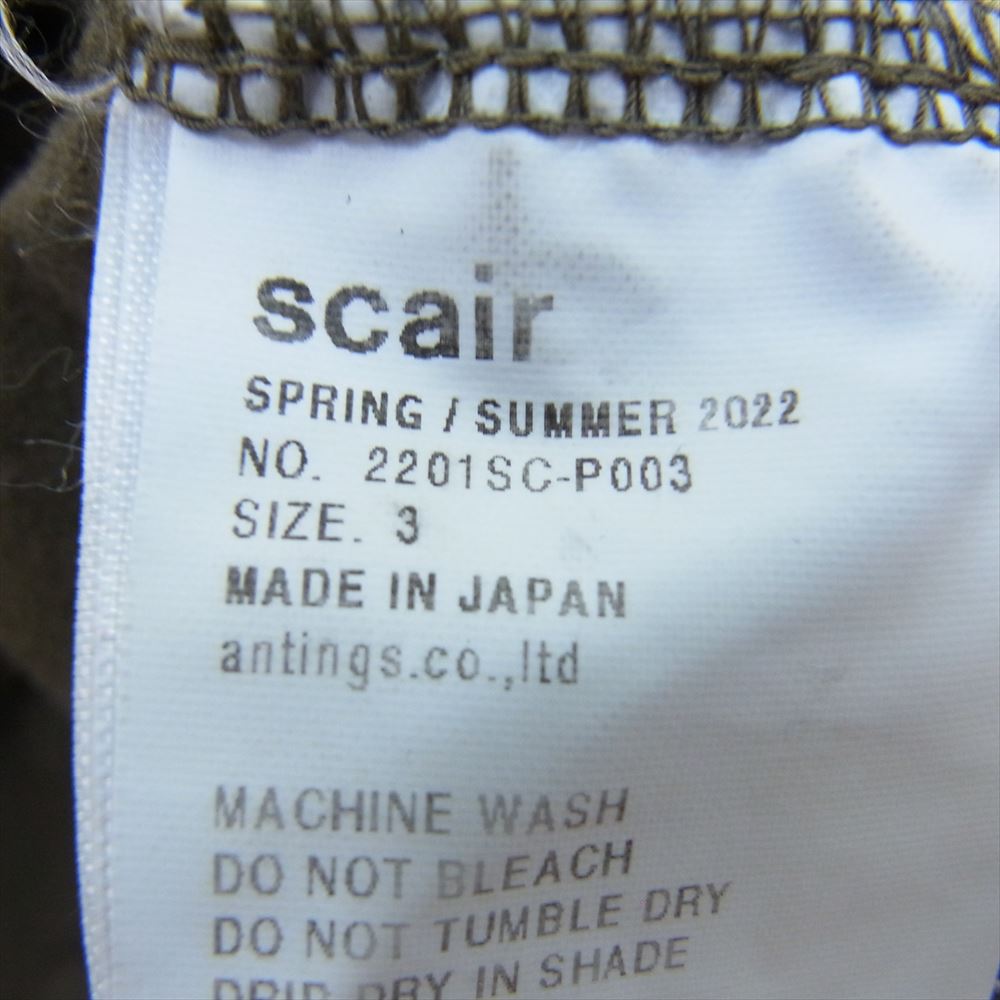 scair
SPRING / SUMMER 2022
NO. 2201SC-P003
SIZE. 3
MADE IN JAPAN
antings.co.,ltd
MACHINE WASH
DO NOT BLEACH
DO NOT TUMBLE DRY
DRIP DRY IN SHADE